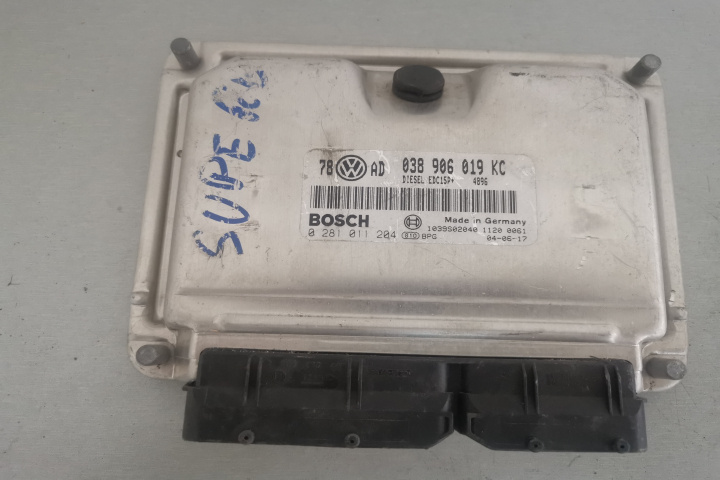 SUPE
78 VW AD 038 906 019 KC
DIESEL EDC15P+ 4896
BOSCH
Made in Germany
1039S02040 1120 0061
0 281 011 204 BPG 04-06-17